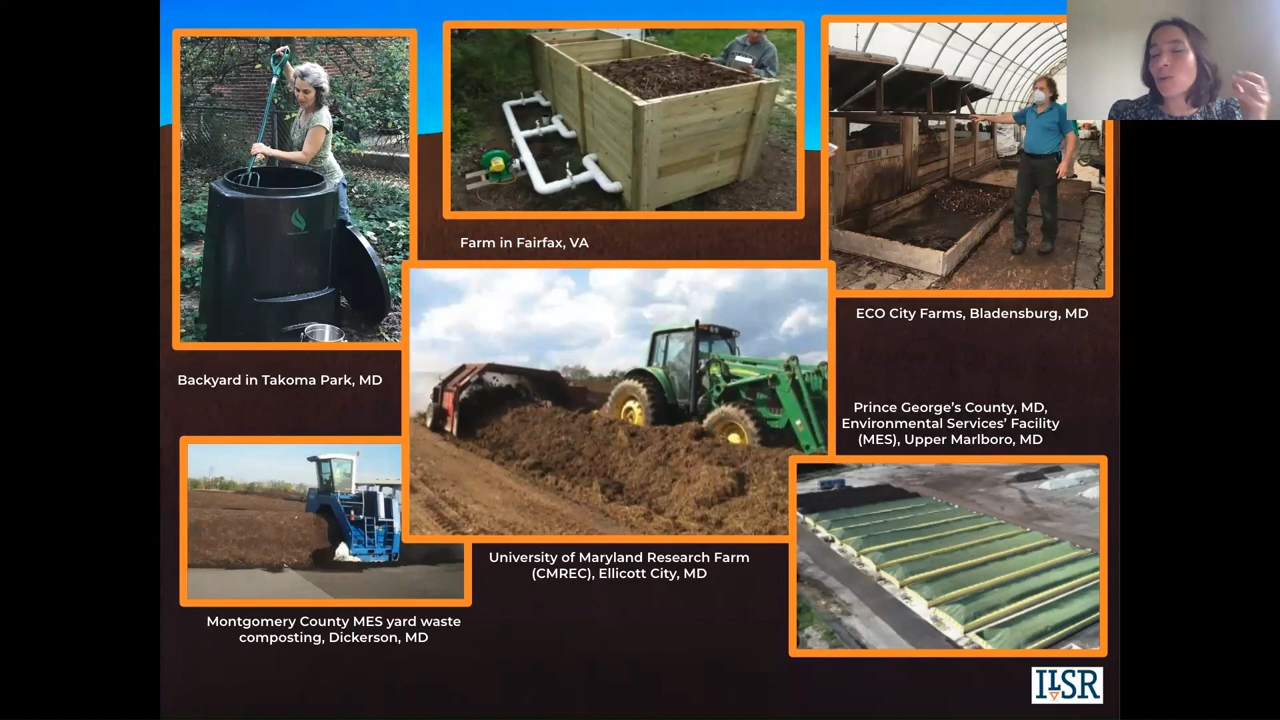 Farm in Fairfax, VA
ECO City Farms, Bladensburg, MD
Backyard in Takoma Park, MD
Prince George's County, MD,
Environmental Services' Facility
(MES), Upper Marlboro, MD
University of Maryland Research Farm
(CMREC), Ellicott City, MD
Montgomery County MES yard waste
composting, Dickerson, MD
ILSR